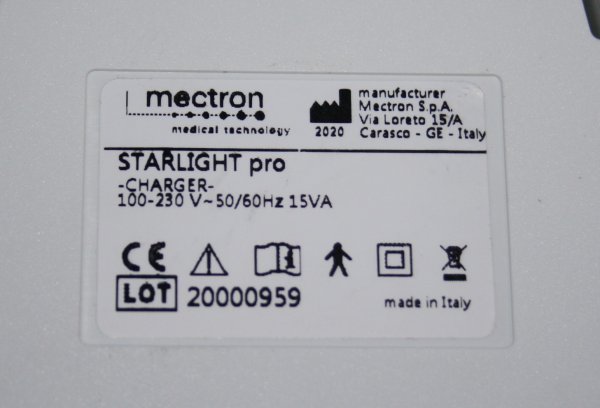 mectron
medical technology
2020
manufacturer
Mectron S.p.A.
Via Loreto 15/A
Carasco - GE - Italy
STARLIGHT pro
-CHARGER-
100-230 V~50/60Hz 15VA
CE
LOT 20000959
made in Italy